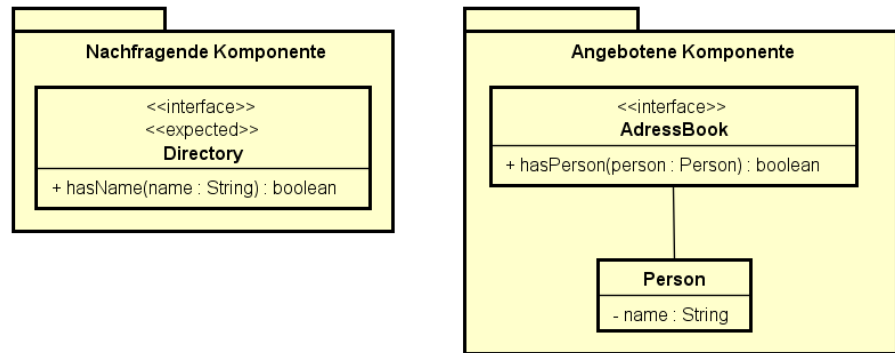 Nachfragende Komponente
<<interface>>
<<expected>>
Directory
+ hasName(name : String) : boolean
Angebotene Komponente
<<interface>>
AdressBook
+ hasPerson(person : Person) : boolean
Person
- name : String